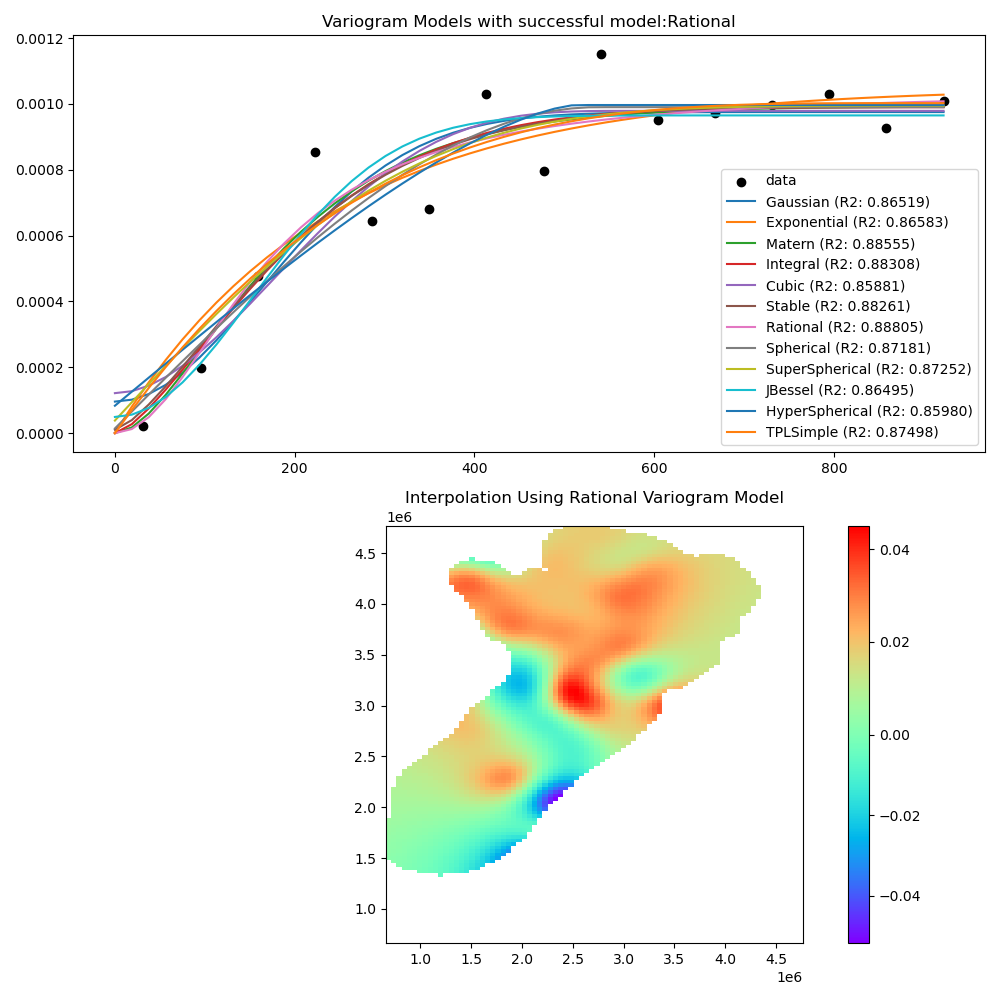 Variogram Models with successful model:Rational
0.0012
0.0010
0.0008
0.0006
0.0004
0.0002
0.0000
0
200
400
600
800
data
Gaussian (R2: 0.86519)
Exponential (R2: 0.86583)
Matern (R2: 0.88555)
Integral (R2: 0.88308)
Cubic (R2: 0.85881)
Stable (R2: 0.88261)
Rational (R2: 0.88805)
Spherical (R2: 0.87181)
SuperSpherical (R2: 0.87252)
JBessel (R2: 0.86495)
HyperSpherical (R2: 0.85980)
TPLSimple (R2: 0.87498)
Interpolation Using Rational Variogram Model
1e6
4.5
4.0
3.5
3.0
2.5
2.0
1.5
1.0
1.0
1.5
2.0
2.5
3.0
3.5
4.0
4.5
1e6
0.04
0.02
0.00
−0.02
−0.04